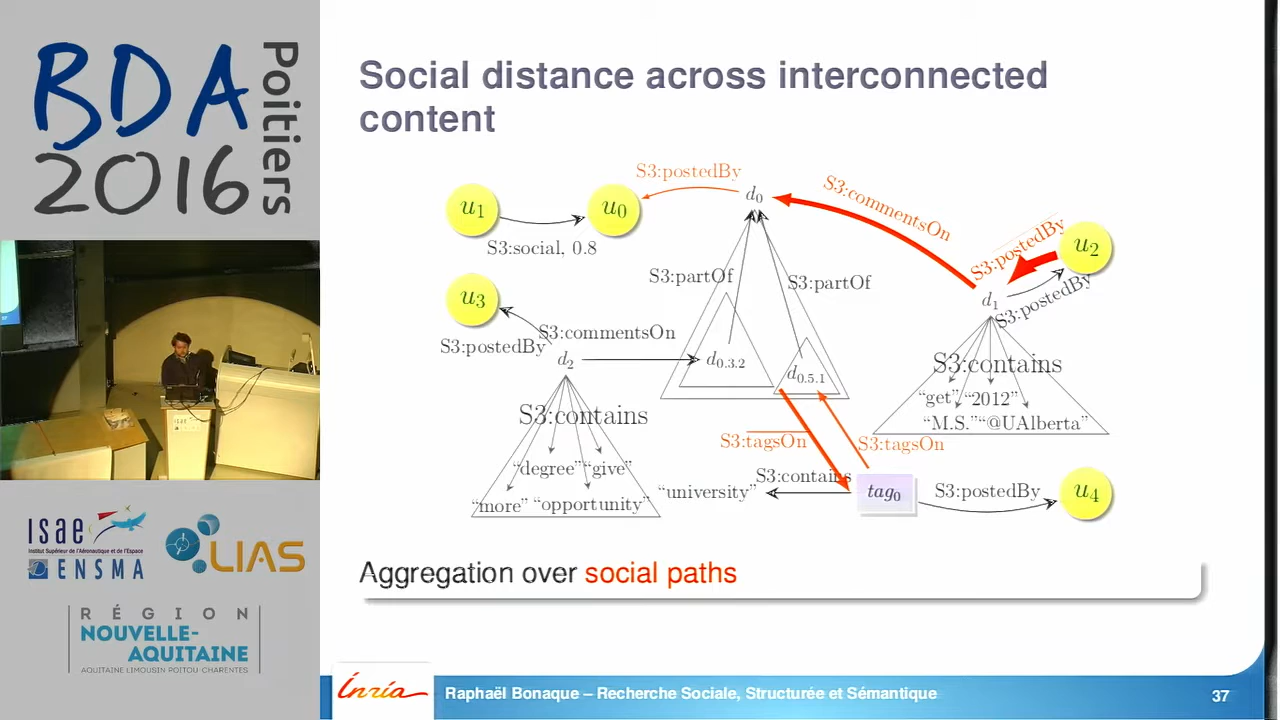 BDA
2016
Poitiers
isae
Institut Supérieur de l'Aéronautique et de l'Espace
ENSMA
LIAS
RÉGION
NOUVELLE-
AQUITAINE
AQUITAINE LIMOUSIN POITOU-CHARENTES
Social distance across interconnected
content
S3:postedBy
d0
S3:commentsOn
u1
u0
S3:social, 0.8
S3:postedBy
u2
S3:partOf
S3:partOf
d1
S3:postedBy
u3
S3:commentsOn
S3:postedBy
d2
d0.3.2
d0.5.1
S3:contains
"get" "2012"
"M.S." "@UAlberta"
S3:contains
"degree" "give"
"more" "opportunity"
S3:tagsOn
S3:tagsOn
S3:contains
"university"
tag0
S3:postedBy
u4
Aggregation over social paths
Inria
Raphaël Bonaque – Recherche Sociale, Structurée et Sémantique
37